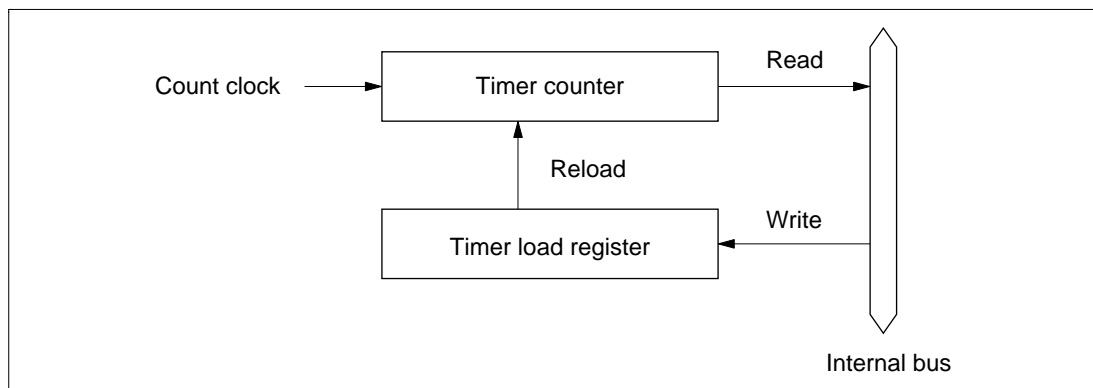 Read
Count clock
Timer counter
Reload
Write
Timer load register
Internal bus